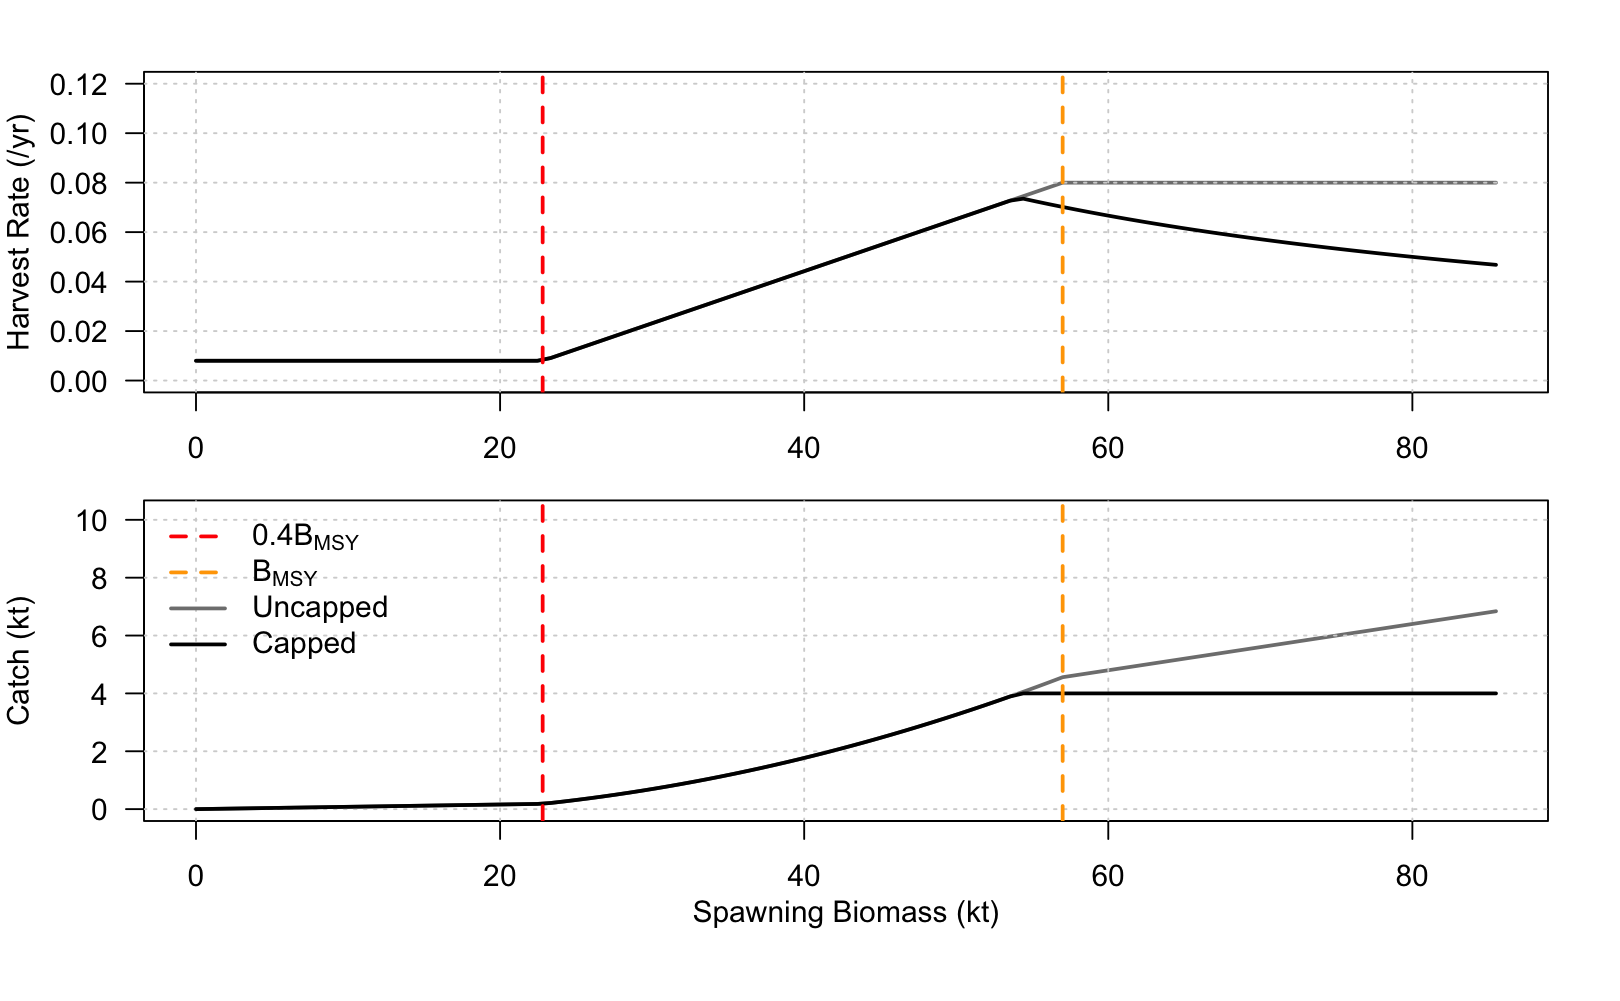 Harvest Rate (/yr)
0.12
0.10
0.08
0.06
0.04
0.02
0.00
0 20 40 60 80
Catch (kt)
10
8
6
4
2
0
0.4B_MSY
B_MSY
Uncapped
Capped
0 20 40 60 80
Spawning Biomass (kt)